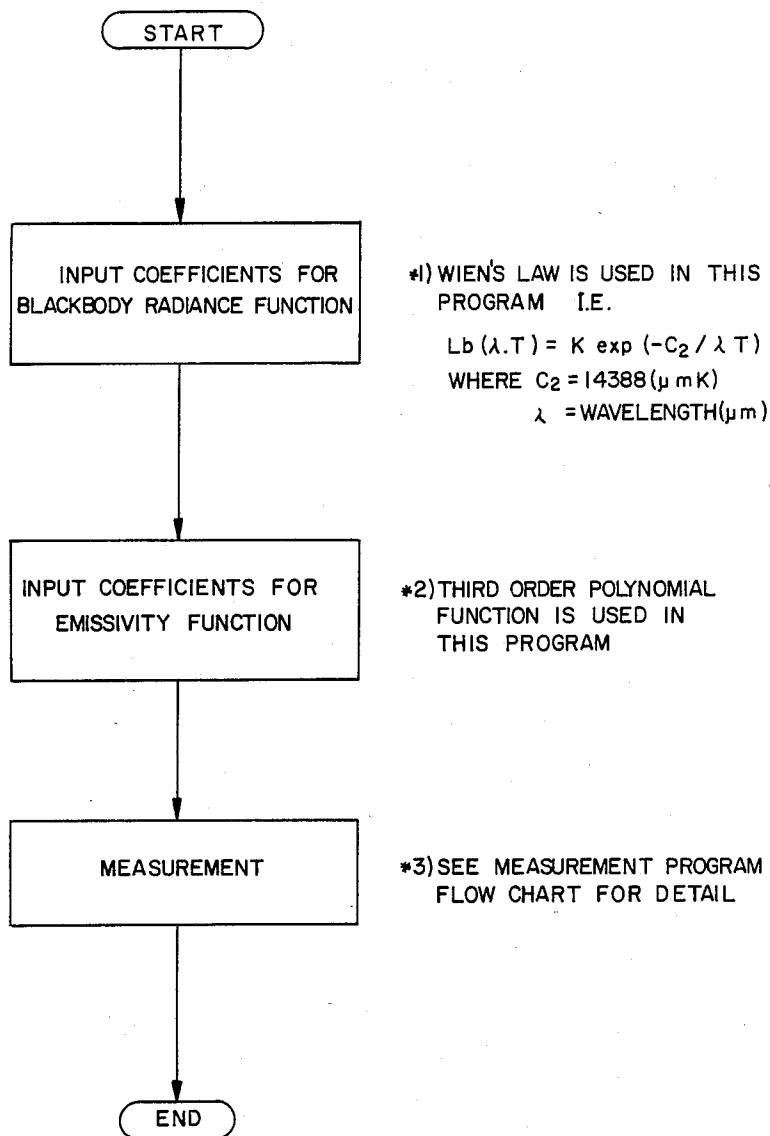 START
INPUT COEFFICIENTS FOR
BLACKBODY RADIANCE FUNCTION
*1) WIEN'S LAW IS USED IN THIS
PROGRAM I.E.
Lb (λ.T) = K exp (-C₂ / λ T)
WHERE C₂ = 14388 (μ mK)
λ = WAVELENGTH (μm)
INPUT COEFFICIENTS FOR
EMISSIVITY FUNCTION
*2) THIRD ORDER POLYNOMIAL
FUNCTION IS USED IN
THIS PROGRAM
MEASUREMENT
*3) SEE MEASUREMENT PROGRAM
FLOW CHART FOR DETAIL
END